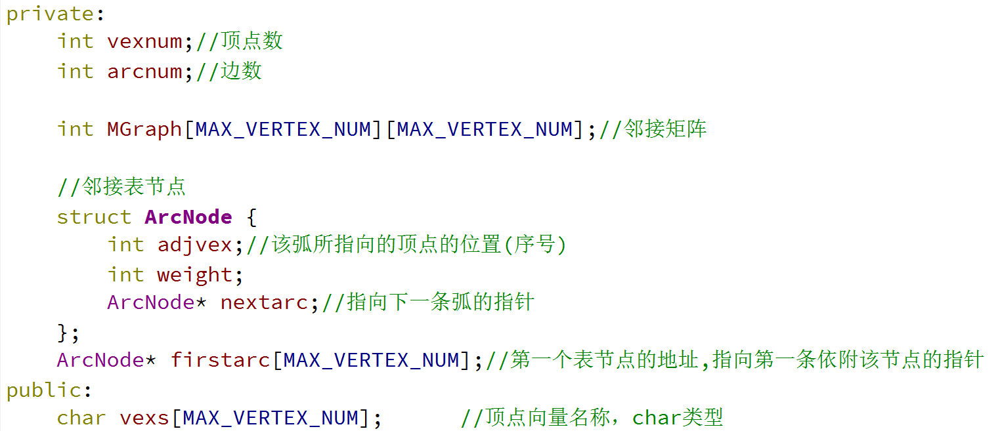 private:
    int vexnum;//顶点数
    int arcnum;//边数
    int MGraph[MAX_VERTEX_NUM][MAX_VERTEX_NUM];//邻接矩阵
    //邻接表节点
    struct ArcNode {
        int adjvex;//该弧所指向的顶点的位置(序号)
        int weight;
        ArcNode* nextarc;//指向下一条弧的指针
    };
    ArcNode* firstarc[MAX_VERTEX_NUM];//第一个表节点的地址,指向第一条依附该节点的指针
public:
    char vexs[MAX_VERTEX_NUM];      //顶点向量名称，char类型